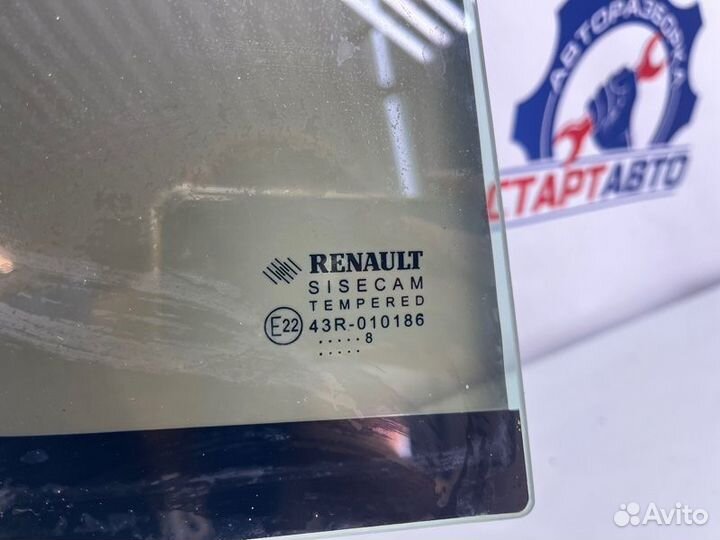 АВТОРАЗБОРКА
СТАРТАВТО
RENAULT
SISECAM
TEMPERED
E22 43R-010186
.....8
.....
Avito